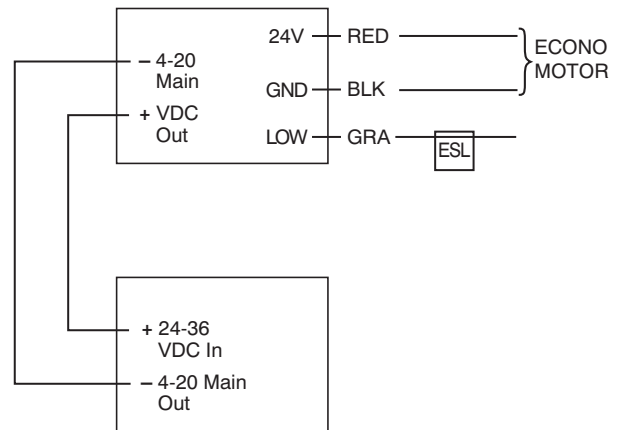 24V RED
ECONO
MOTOR
– 4-20
Main
GND BLK
+ VDC
Out
LOW GRA
ESL
+ 24-36
VDC In
– 4-20 Main
Out